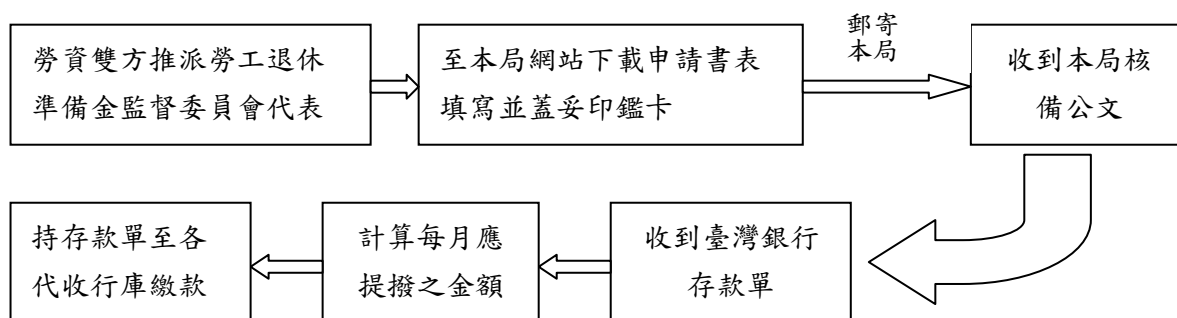 勞資雙方推派勞工退休
準備金監督委員會代表
至本局網站下載申請書表
填寫並蓋妥印鑑卡
郵寄
本局
收到本局核
備公文
收到臺灣銀行
存款單
計算每月應
提撥之金額
持存款單至各
代收行庫繳款